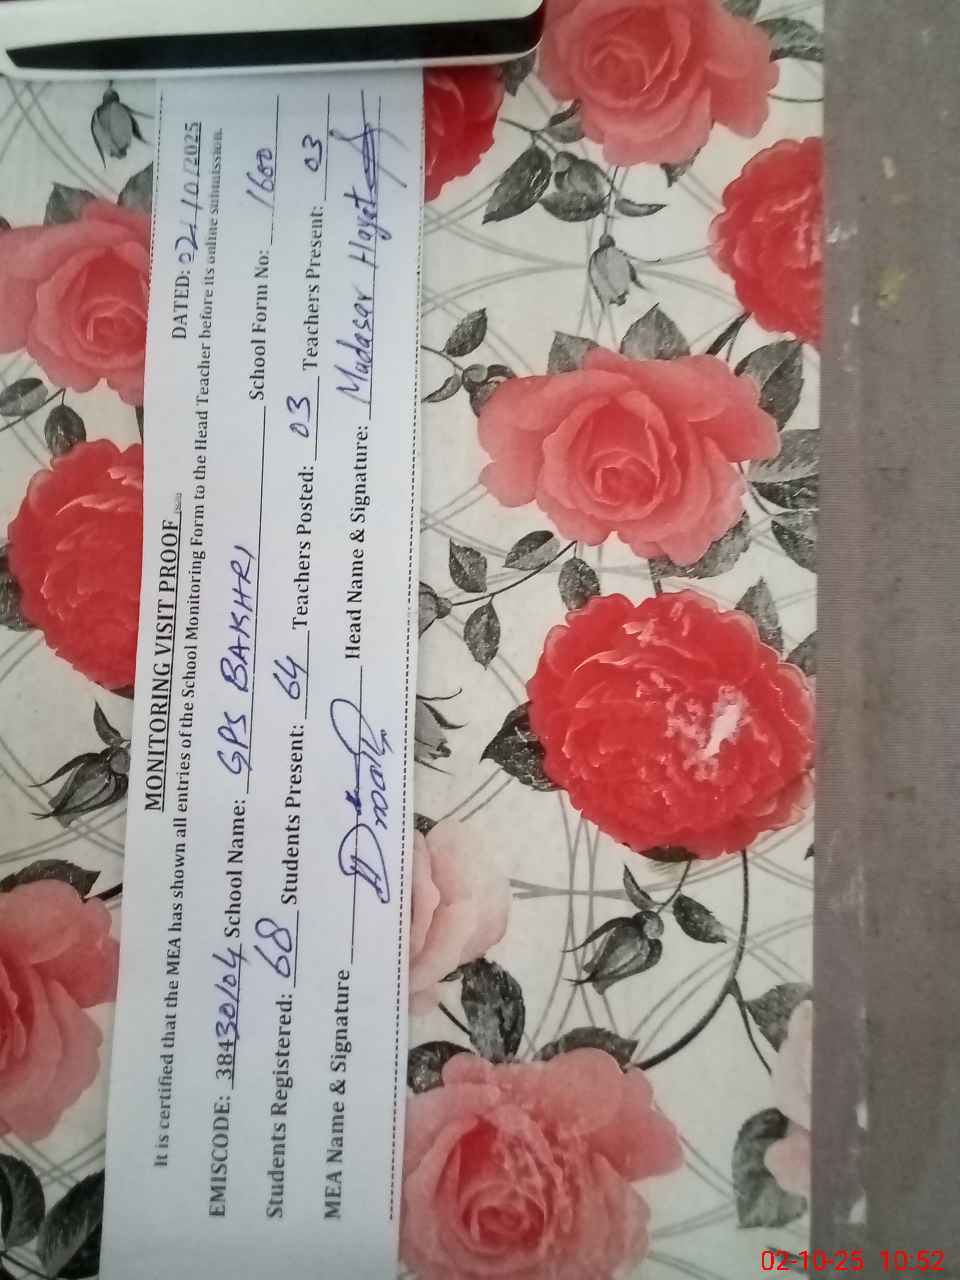 MONITORING VISIT PROOF
DATED: 02/10/2025
It is certified that the MEA has shown all entries of the School Monitoring Form to the Head Teacher before its online submission.
EMISCODE: 38430104 School Name: GPS BAKHRI School Form No: 1600
Students Registered: 68 Students Present: 64 Teachers Posted: 03 Teachers Present: 03
MEA Name & Signature Head Name & Signature: Mudasar Hayat
02-10-25 10:52